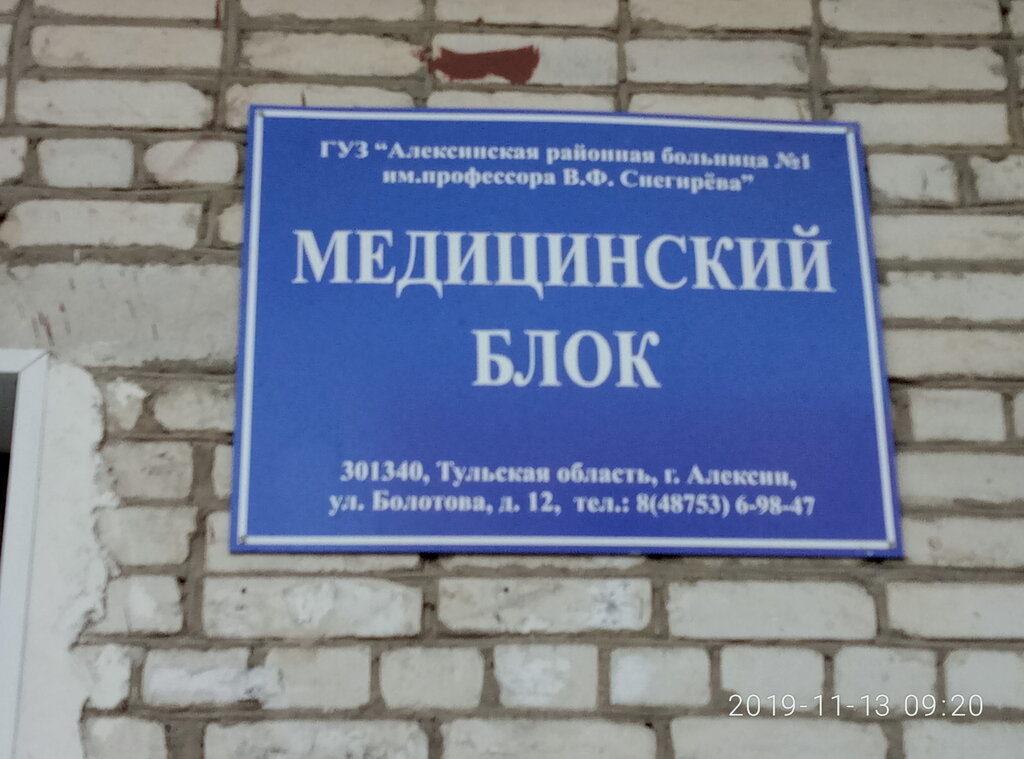 ГУЗ “Алексинская районная больница №1
им.профессора В.Ф. Снегирёва”
МЕДИЦИНСКИЙ
БЛОК
301340, Тульская область, г. Алексин,
ул. Болотова, д. 12, тел.: 8(48753) 6-98-47
2019-11-13 09:20